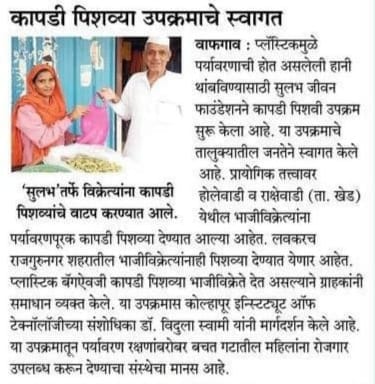 कापडी पिशव्या उपक्रमाचे स्वागत
वाफगाव : प्लॅस्टिकमुळे
पर्यावरणाची होत असलेली हानी
थांबविण्यासाठी सुलभ जीवन
फाउंडेशनने कापडी पिशवी उपक्रम
सुरू केला आहे. या उपक्रमाचे
तालुक्यातील जनतेने स्वागत केले
आहे. प्रायोगिक तत्त्वावर
होलेवाडी व राक्षेवाडी (ता. खेड)
येथील भाजीविक्रेत्यांना
'सुलभ'तर्फे विक्रेत्यांना कापडी
पिशव्यांचे वाटप करण्यात आले.
पर्यावरणपूरक कापडी पिशव्या देण्यात आल्या आहेत. लवकरच
राजगुरुनगर शहरातील भाजीविक्रेत्यांनाही पिशव्या देण्यात येणार आहेत.
प्लास्टिक बॅगऐवजी कापडी पिशव्या भाजीविक्रेते देत असल्याने ग्राहकांनी
समाधान व्यक्त केले. या उपक्रमास कोल्हापूर इन्स्टिट्यूट ऑफ
टेक्नॉलॉजीच्या संशोधिका डॉ. विदुला स्वामी यांनी मार्गदर्शन केले आहे.
या उपक्रमातून पर्यावरण रक्षणांबरोबर बचत गटातील महिलांना रोजगार
उपलब्ध करून देण्याचा संस्थेचा मानस आहे.